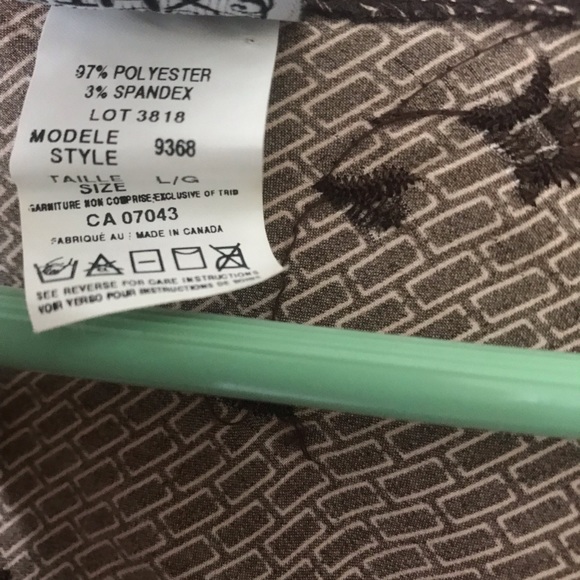 97% POLYESTER
3% SPANDEX
LOT 3818
MODELE
STYLE 9368
TAILLE
SIZE L/G
GARNITURE NON COMPRISE-EXCLUSIVE OF TRIM
CA 07043
FABRIQUÉ AU / MADE IN CANADA
SEE REVERSE FOR CARE INSTRUCTIONS
VOIR VERSO POUR INSTRUCTIONS DE